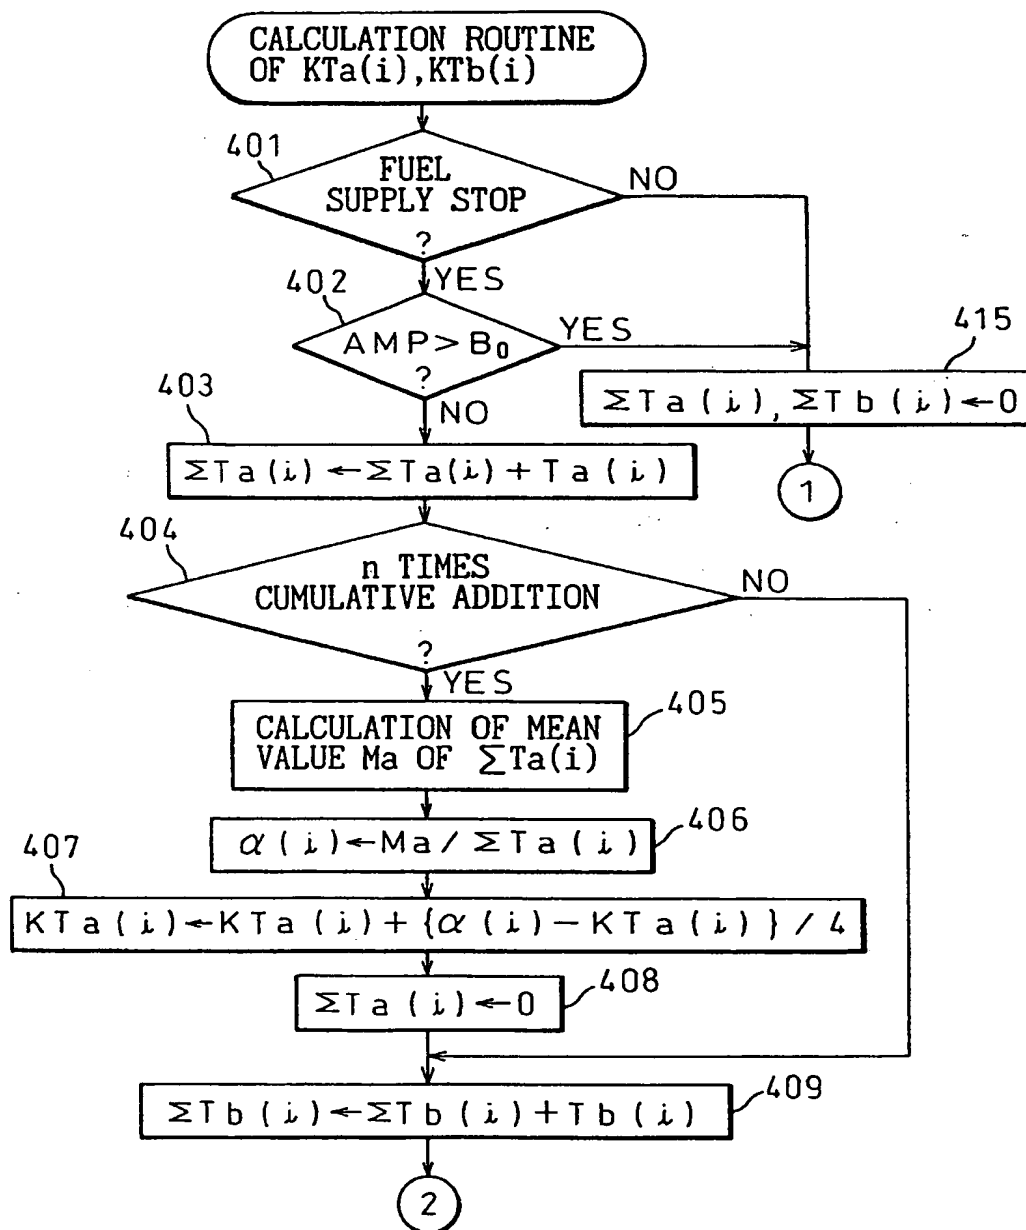 CALCULATION ROUTINE
OF KTa(i),KTb(i)
401
FUEL
SUPPLY STOP
?
NO
YES
402
AMP>B₀
?
YES
NO
415
ΣTa(i),ΣTb(i)←0
1
403
ΣTa(i)←ΣTa(i)+Ta(i)
404
n TIMES
CUMULATIVE ADDITION
?
NO
YES
405
CALCULATION OF MEAN
VALUE Ma OF ΣTa(i)
406
α(i)←Ma/ΣTa(i)
407
KTa(i)←KTa(i)+{α(i)-KTa(i)}/4
408
ΣTa(i)←0
409
ΣTb(i)←ΣTb(i)+Tb(i)
2